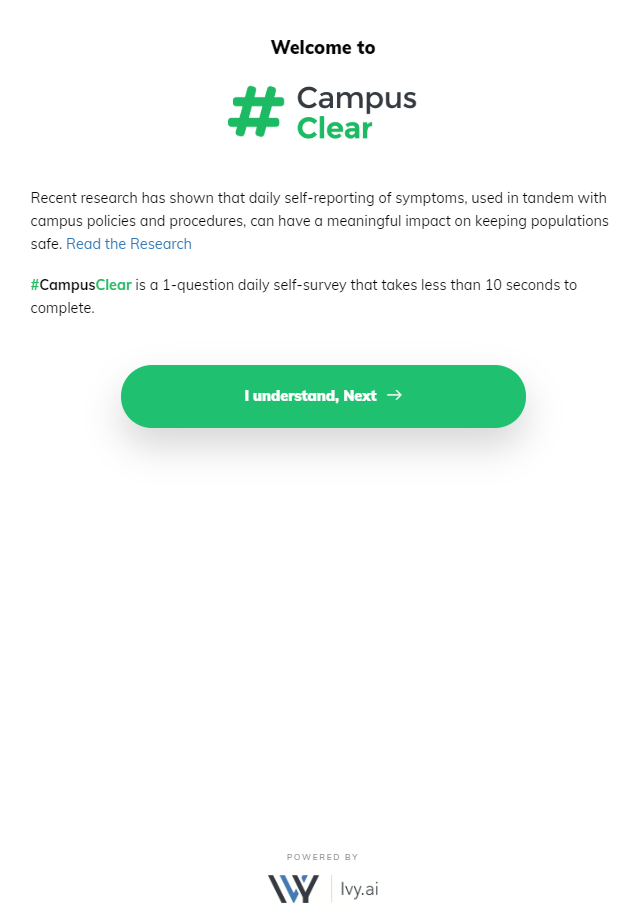 Welcome to
# Campus
Clear
Recent research has shown that daily self-reporting of symptoms, used in tandem with
campus policies and procedures, can have a meaningful impact on keeping populations
safe. Read the Research
#CampusClear is a 1-question daily self-survey that takes less than 10 seconds to
complete.
I understand, Next →
POWERED BY
Ivy.ai